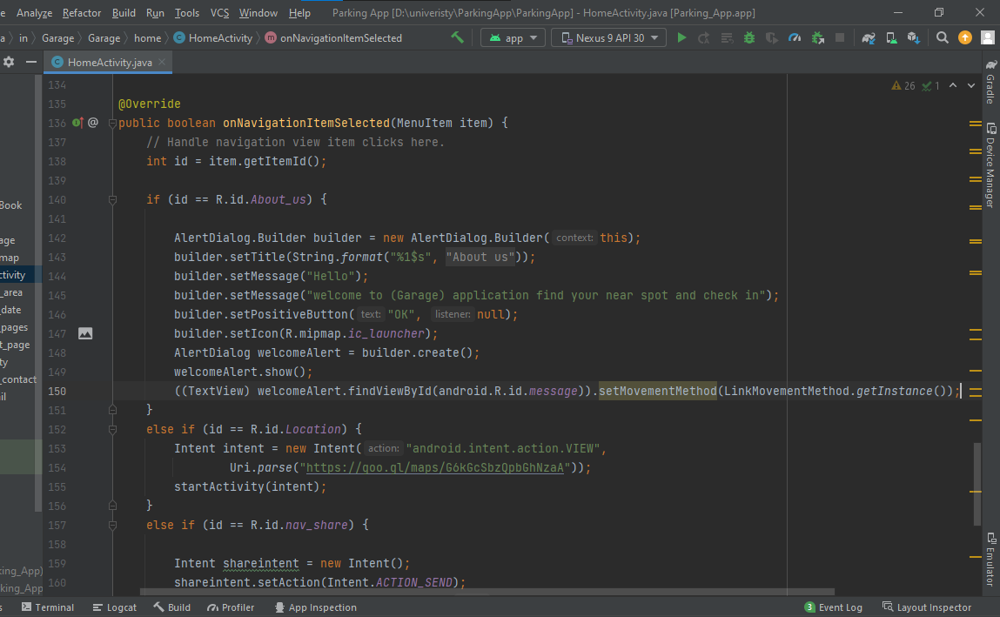 e Analyze Refactor Build Run Tools VCS Window Help Parking App [D:\univeristy\ParkingApp\ParkingApp] - HomeActivity.java [Parking_App.app]
a in Garage Garage home C HomeActivity m onNavigationItemSelected app Nexus 9 API 30
C HomeActivity.java
134
26 1
135 @Override
136 @ public boolean onNavigationItemSelected(MenuItem item) {
137 // Handle navigation view item clicks here.
138 int id = item.getItemId();
139
140 if (id == R.id.About_us) {
141
142 AlertDialog.Builder builder = new AlertDialog.Builder( context: this);
143 builder.setTitle(String.format("%1$s", "About us"));
144 builder.setMessage("Hello");
145 builder.setMessage("welcome to (Garage) application find your near spot and check in");
146 builder.setPositiveButton( text: "OK", listener: null);
147 builder.setIcon(R.mipmap.ic_launcher);
148 AlertDialog welcomeAlert = builder.create();
149 welcomeAlert.show();
150 ((TextView) welcomeAlert.findViewById(android.R.id.message)).setMovementMethod(LinkMovementMethod.getInstance());
151 }
152 else if (id == R.id.Location) {
153 Intent intent = new Intent( action: "android.intent.action.VIEW",
154 Uri.parse("https://goo.gl/maps/G6kGcSbzQpbGhNzaA"));
155 startActivity(intent);
156 }
157 else if (id == R.id.nav_share) {
158
159 Intent shareintent = new Intent();
160 shareintent.setAction(Intent.ACTION_SEND);
Book
age
map
ctivity
_area
_date
_pages
t_page
ty
_contact
il
king_App)
king_App
Gradle
Device Manager
Emulator
s Terminal Logcat Build Profiler App Inspection 3 Event Log Layout Inspector